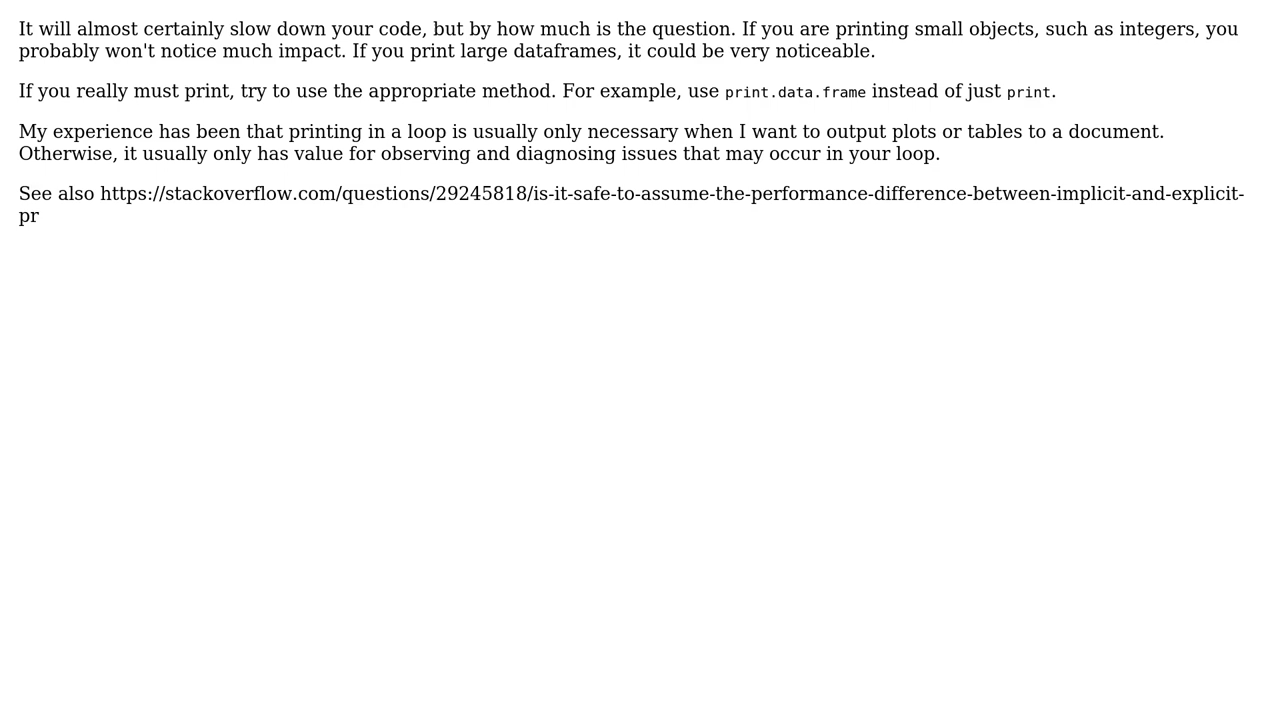 It will almost certainly slow down your code, but by how much is the question. If you are printing small objects, such as integers, you
probably won't notice much impact. If you print large dataframes, it could be very noticeable.
If you really must print, try to use the appropriate method. For example, use print.data.frame instead of just print.
My experience has been that printing in a loop is usually only necessary when I want to output plots or tables to a document.
Otherwise, it usually only has value for observing and diagnosing issues that may occur in your loop.
See also https://stackoverflow.com/questions/29245818/is-it-safe-to-assume-the-performance-difference-between-implicit-and-explicit-
pr